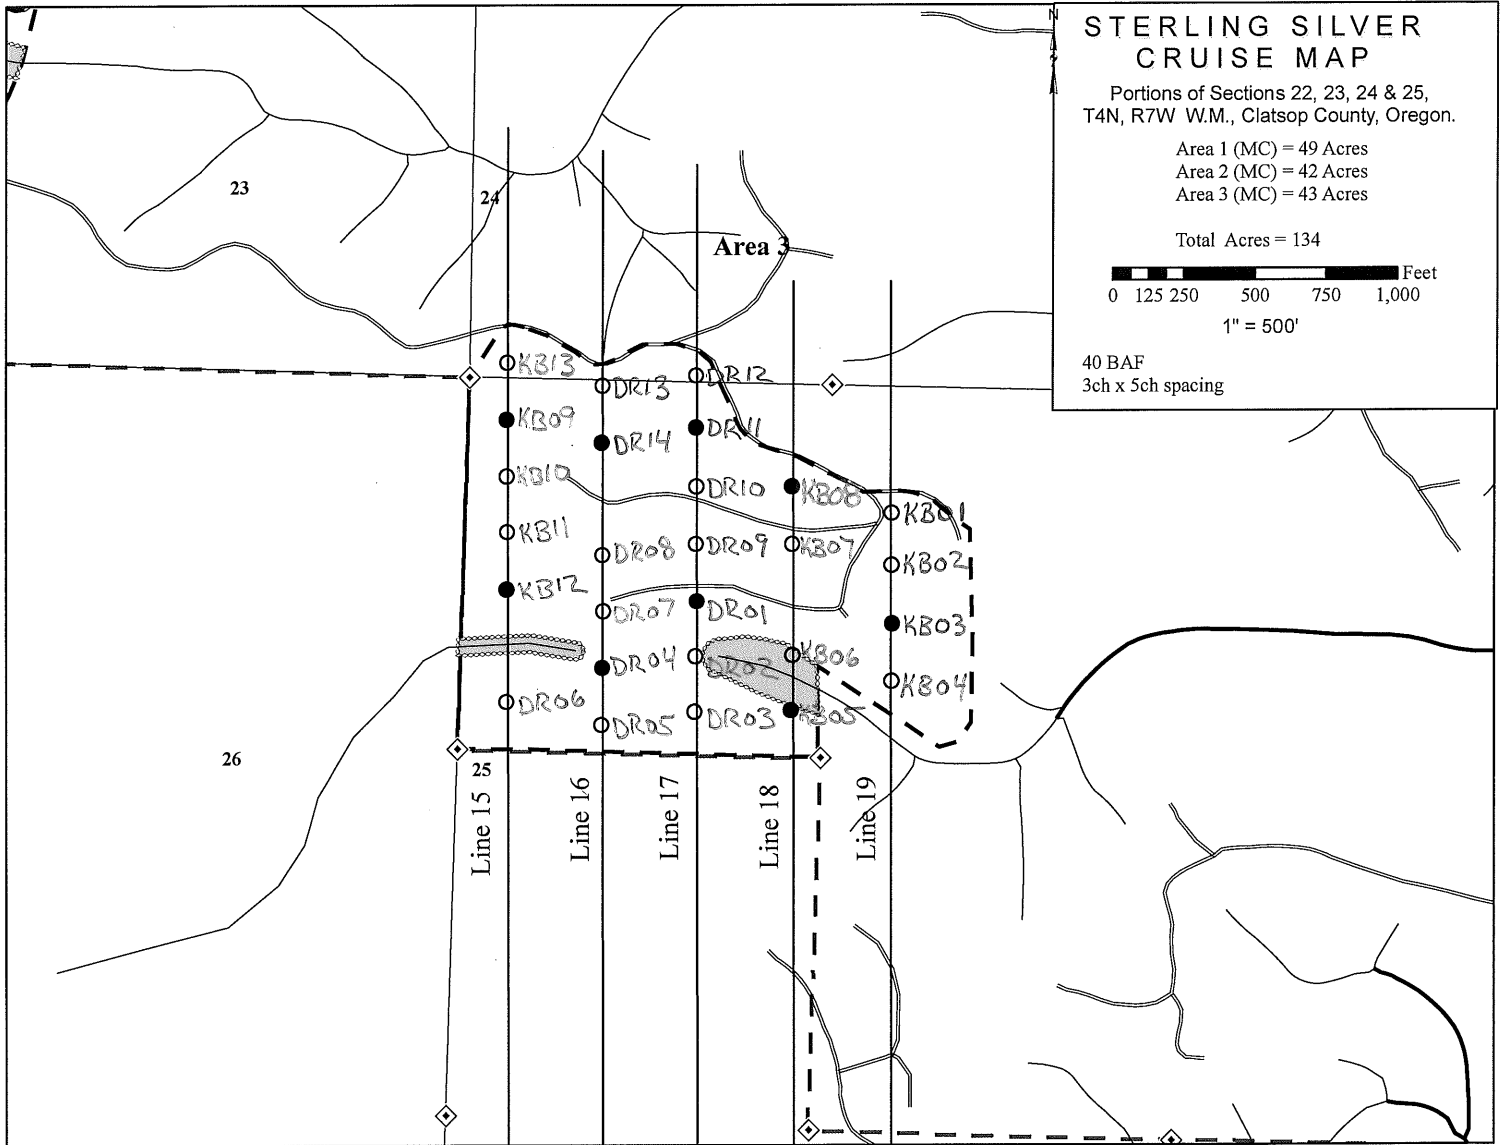 N
STERLING SILVER
CRUISE MAP
Portions of Sections 22, 23, 24 & 25,
T4N, R7W W.M., Clatsop County, Oregon.
Area 1 (MC) = 49 Acres
Area 2 (MC) = 42 Acres
Area 3 (MC) = 43 Acres
Total Acres = 134
Feet
0 125 250 500 750 1,000
1" = 500'
40 BAF
3ch x 5ch spacing
23
24
Area 3
KB13
DR13
DR12
KB09
DR14
DR11
KB10
DR10
KB08
KB01
KB11
DR08
DR09
KB07
KB02
KB12
DR07
DR01
KB03
DR04
DR02
KB06
KB04
DR06
DR05
DR03
KB05
26
25
Line 15
Line 16
Line 17
Line 18
Line 19